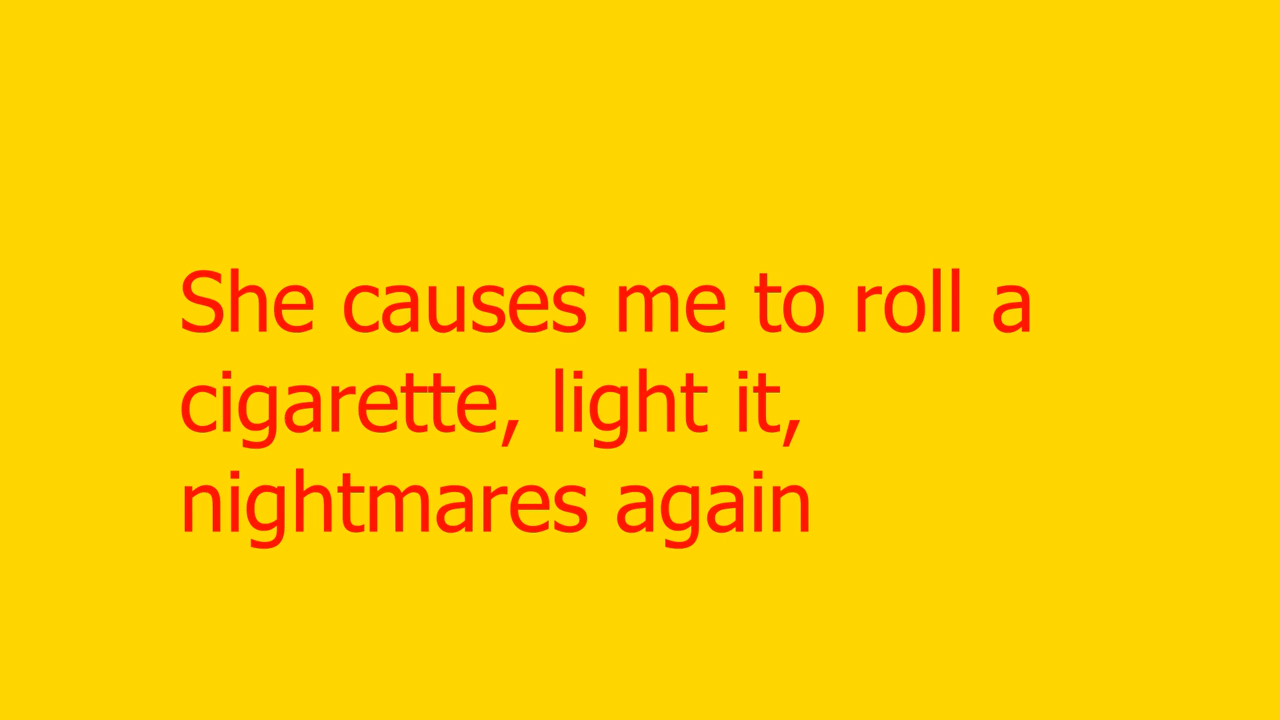 She causes me to roll a
cigarette, light it,
nightmares again